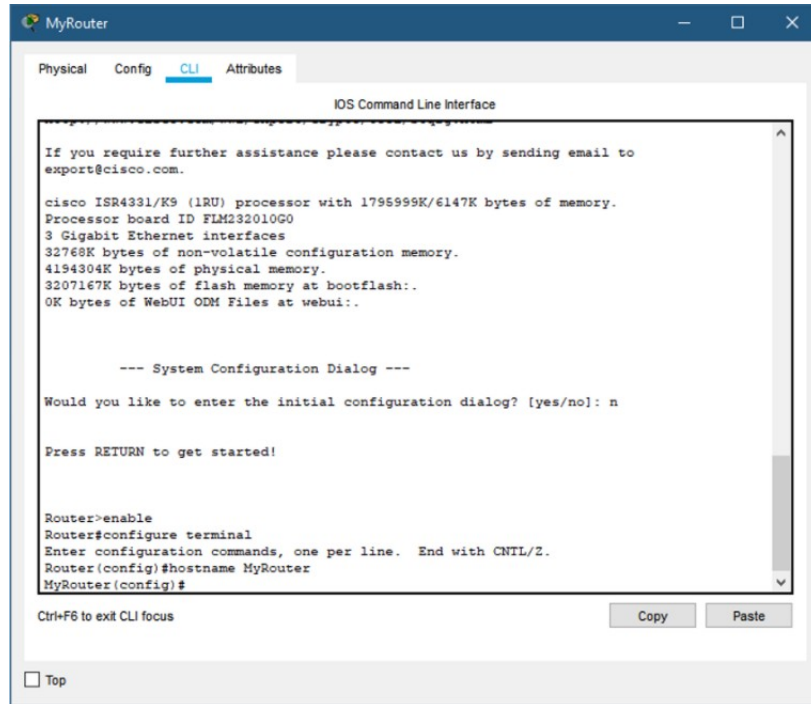 MyRouter
Physical Config CLI Attributes
IOS Command Line Interface
If you require further assistance please contact us by sending email to
export@cisco.com.
cisco ISR4331/K9 (1RU) processor with 1795999K/6147K bytes of memory.
Processor board ID FLM232010G0
3 Gigabit Ethernet interfaces
32768K bytes of non-volatile configuration memory.
4194304K bytes of physical memory.
3207167K bytes of flash memory at bootflash:.
0K bytes of WebUI ODM Files at webui:.
--- System Configuration Dialog ---
Would you like to enter the initial configuration dialog? [yes/no]: n
Press RETURN to get started!
Router>enable
Router#configure terminal
Enter configuration commands, one per line.  End with CNTL/Z.
Router(config)#hostname MyRouter
MyRouter(config)#
Ctrl+F6 to exit CLI focus
Copy Paste
Top